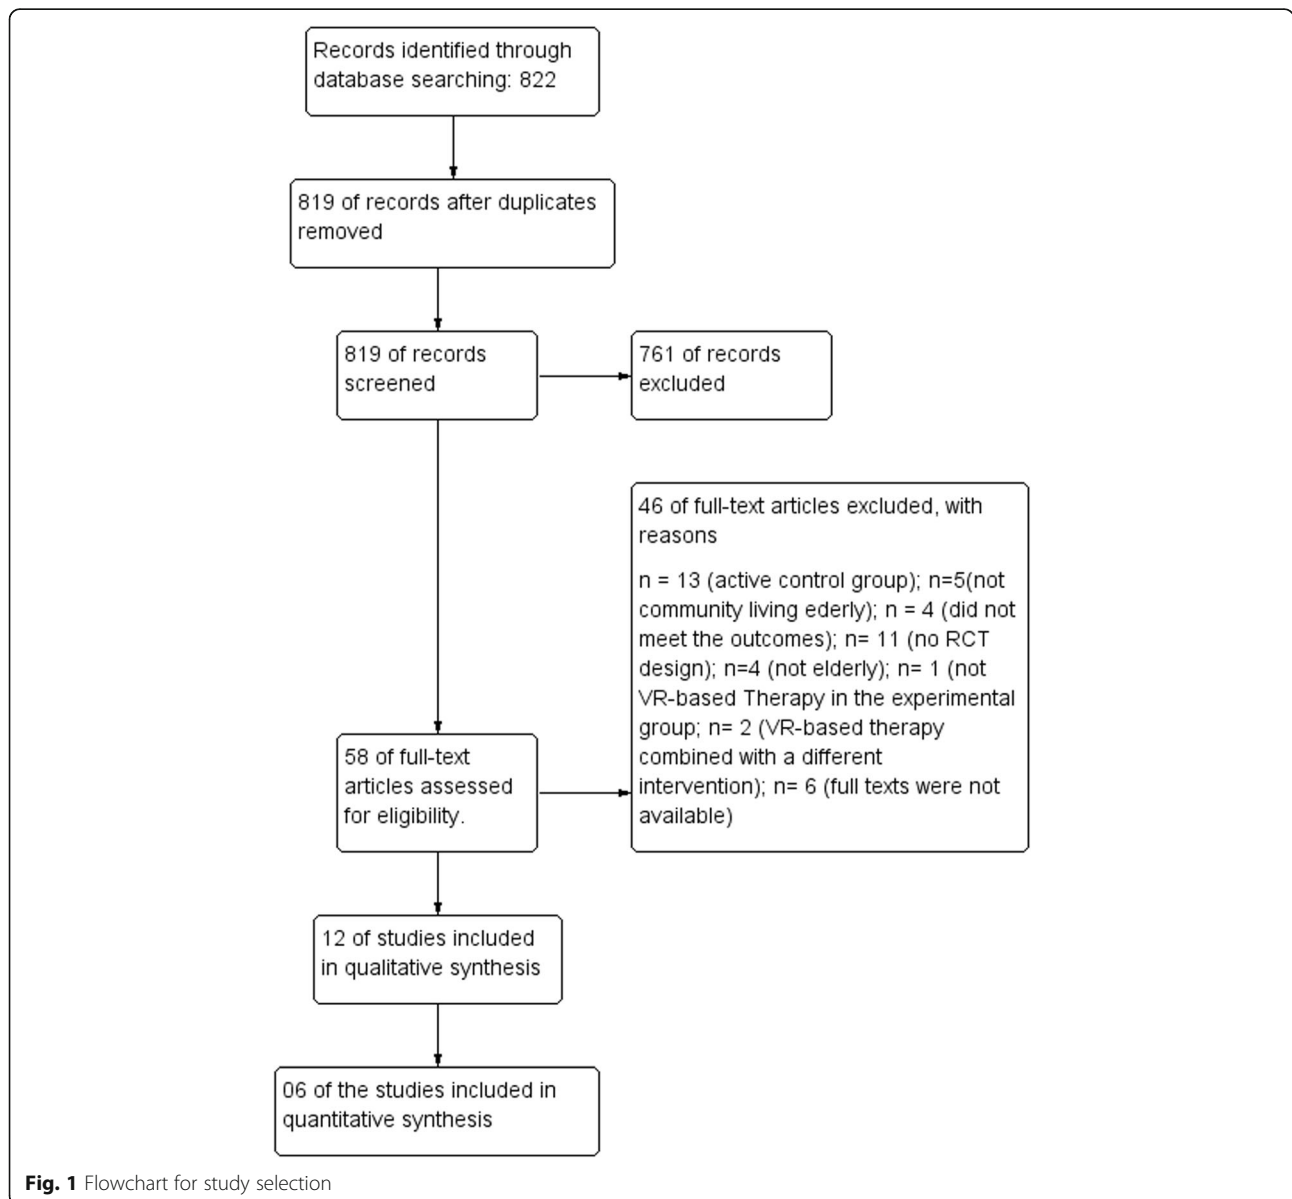 Records identified through
database searching: 822
819 of records after duplicates
removed
819 of records
screened
761 of records
excluded
46 of full-text articles excluded, with
reasons
n = 13 (active control group); n=5(not
community living ederly); n = 4 (did not
meet the outcomes); n= 11 (no RCT
design); n=4 (not elderly); n= 1 (not
VR-based Therapy in the experimental
group; n= 2 (VR-based therapy
combined with a different
intervention); n= 6 (full texts were not
available)
58 of full-text
articles assessed
for eligibility.
12 of studies included
in qualitative synthesis
06 of the studies included in
quantitative synthesis
Fig. 1 Flowchart for study selection